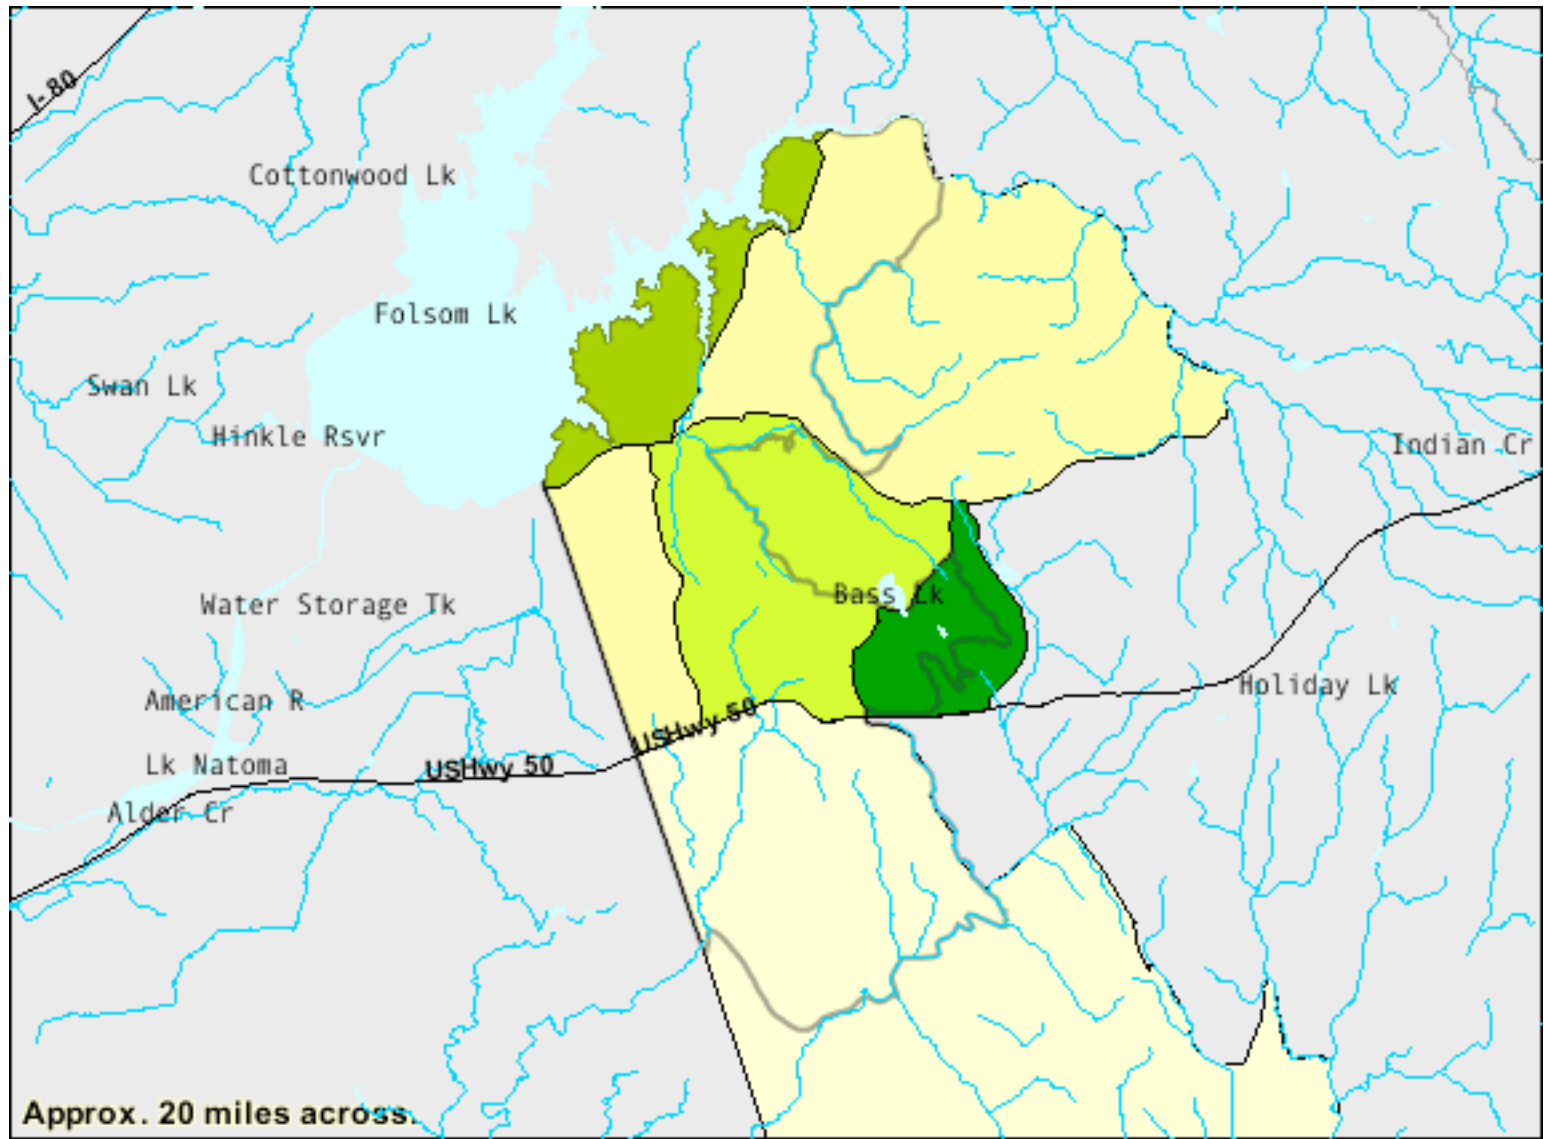 I- 80
Cottonwood Lk
Folsom Lk
Swan Lk
Hinkle Rsvr
Indian Cr
Bass Lk
Water Storage Tk
American R
Holiday Lk
USHwy 50
Lk Natoma
USHwy 50
Alder Cr
Approx. 20 miles across.